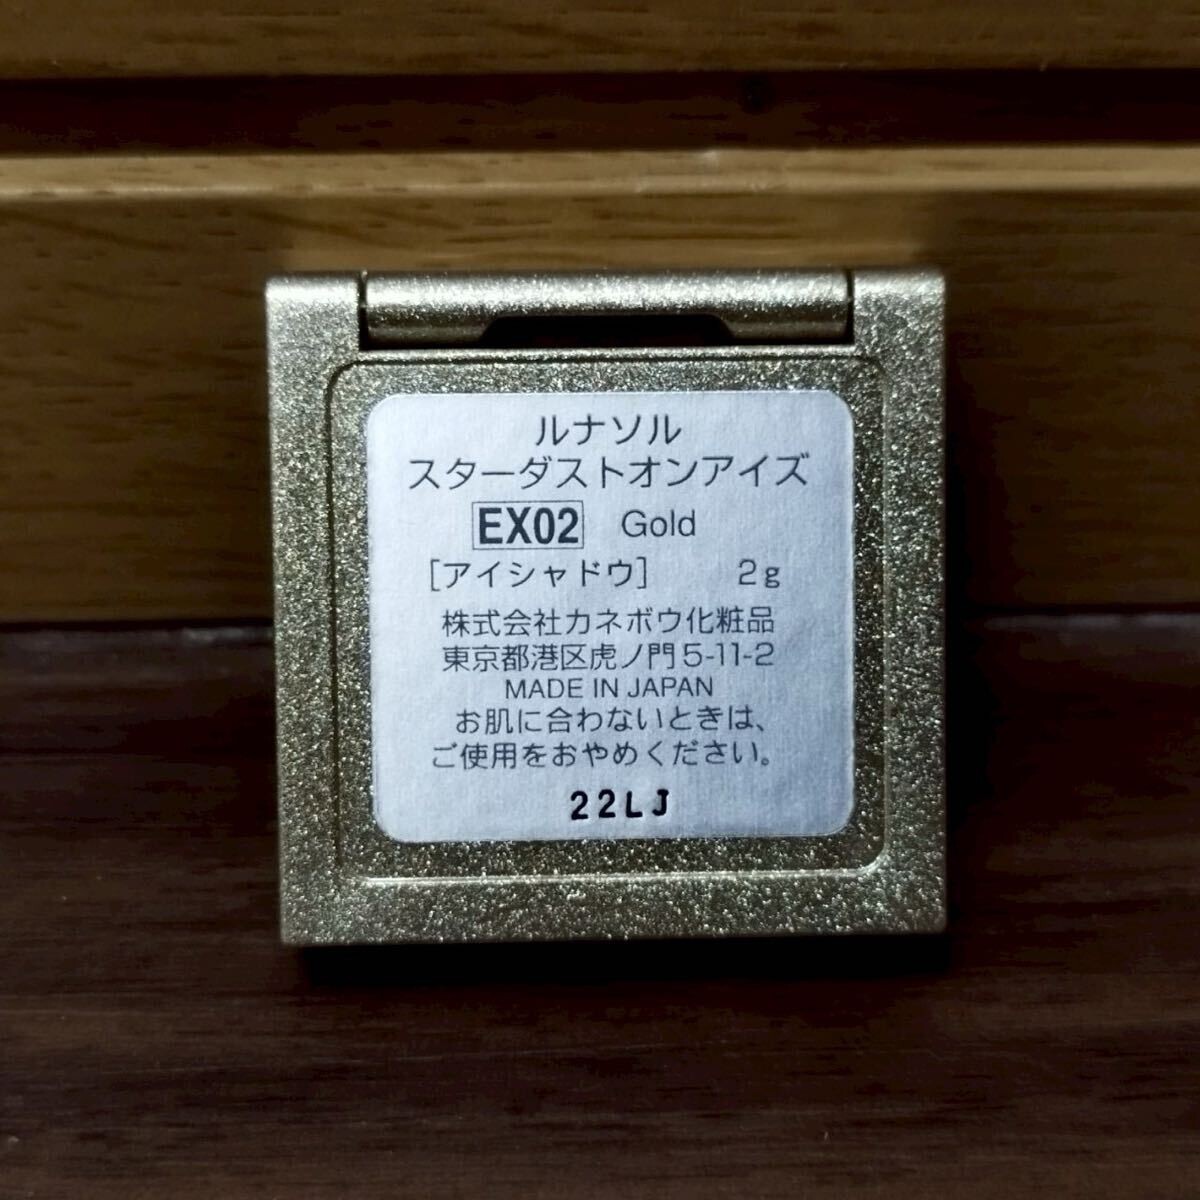 ルナソル
スターダストオンアイズ
EX02 Gold
[アイシャドウ] 2g
株式会社カネボウ化粧品
東京都港区虎ノ門5-11-2
MADE IN JAPAN
お肌に合わないときは、
ご使用をおやめください。
22LJ